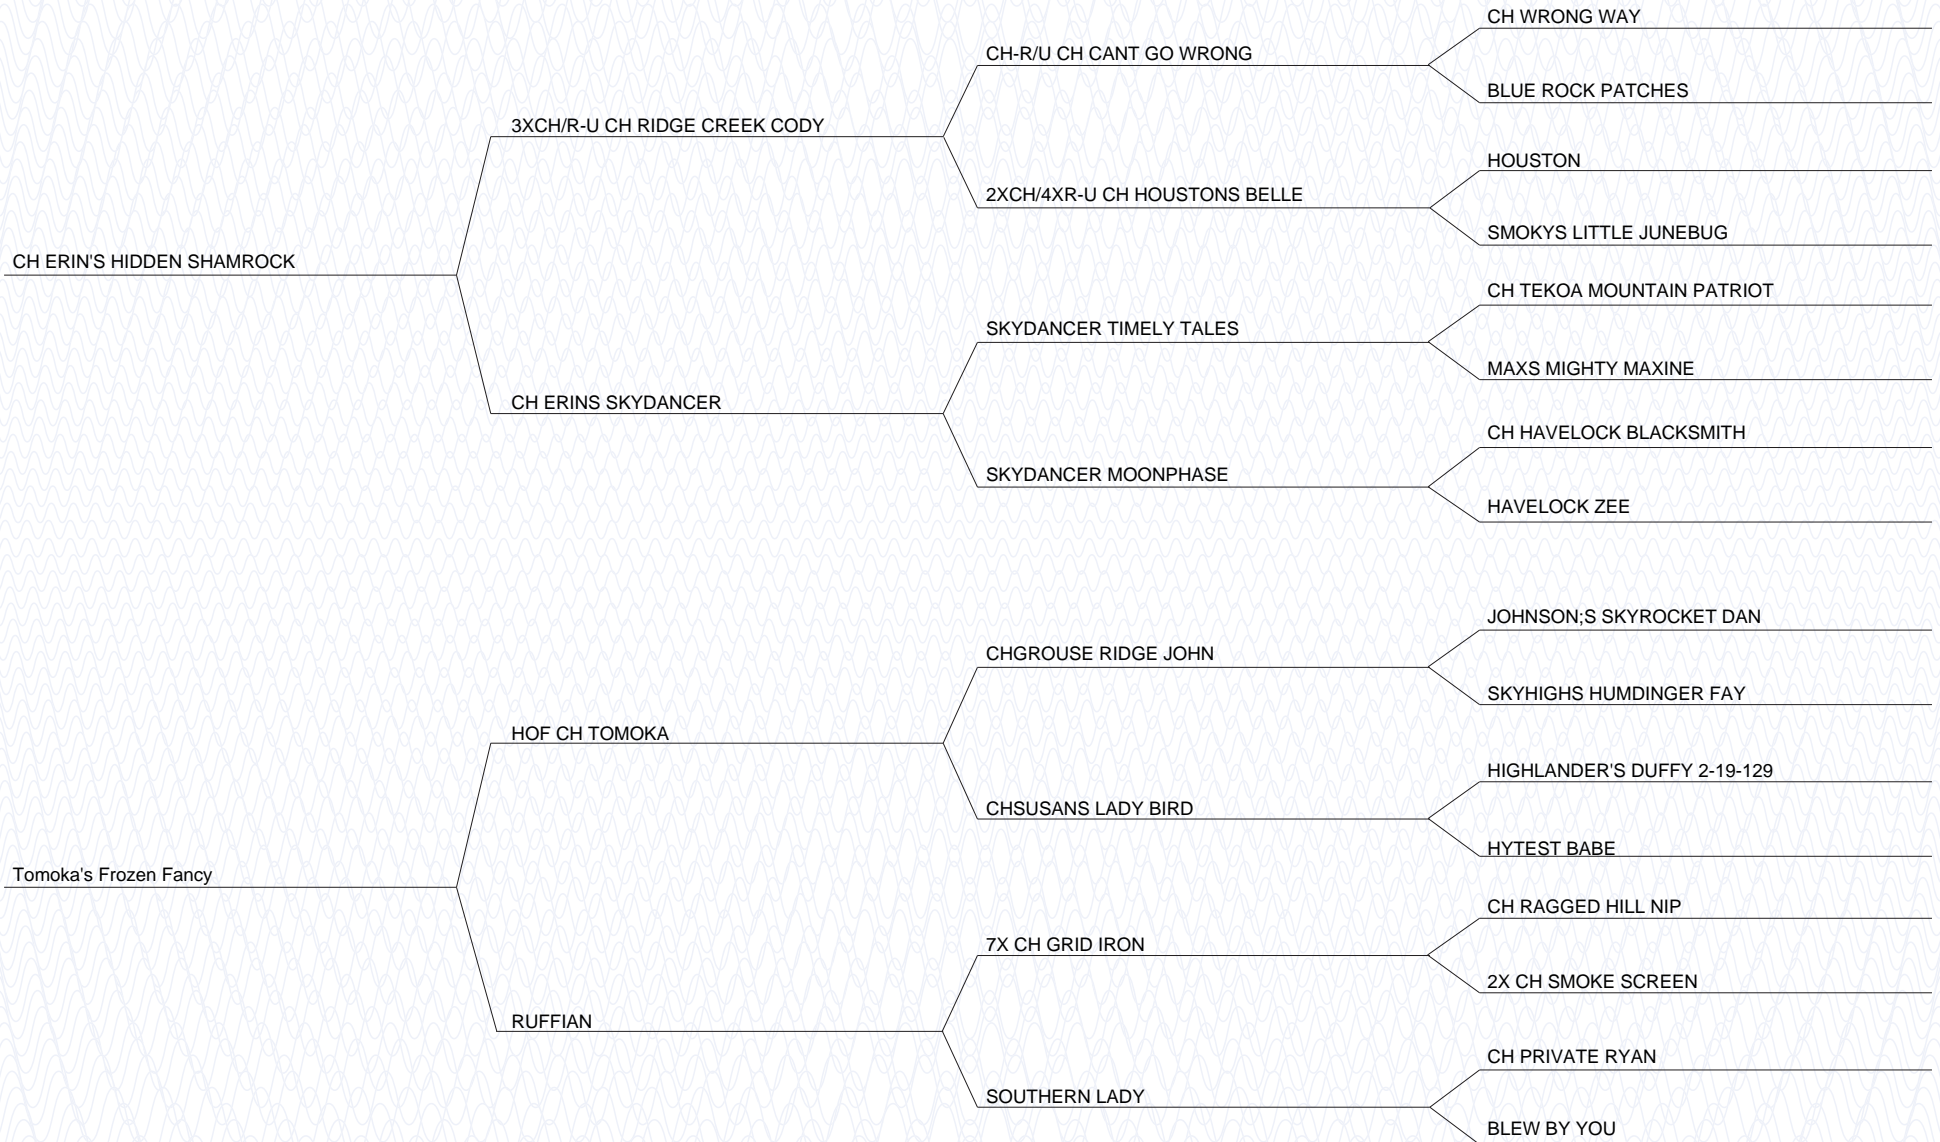 CH WRONG WAY
CH-R/U CH CANT GO WRONG
BLUE ROCK PATCHES
3XCH/R-U CH RIDGE CREEK CODY
HOUSTON
2XCH/4XR-U CH HOUSTONS BELLE
SMOKYS LITTLE JUNEBUG
CH ERIN'S HIDDEN SHAMROCK
CH TEKOA MOUNTAIN PATRIOT
SKYDANCER TIMELY TALES
MAXS MIGHTY MAXINE
CH ERINS SKYDANCER
CH HAVELOCK BLACKSMITH
SKYDANCER MOONPHASE
HAVELOCK ZEE
JOHNSON;S SKYROCKET DAN
CHGROUSE RIDGE JOHN
SKYHIGHS HUMDINGER FAY
HOF CH TOMOKA
HIGHLANDER'S DUFFY 2-19-129
CHSUSANS LADY BIRD
HYTEST BABE
Tomoka's Frozen Fancy
CH RAGGED HILL NIP
7X CH GRID IRON
2X CH SMOKE SCREEN
RUFFIAN
CH PRIVATE RYAN
SOUTHERN LADY
BLEW BY YOU